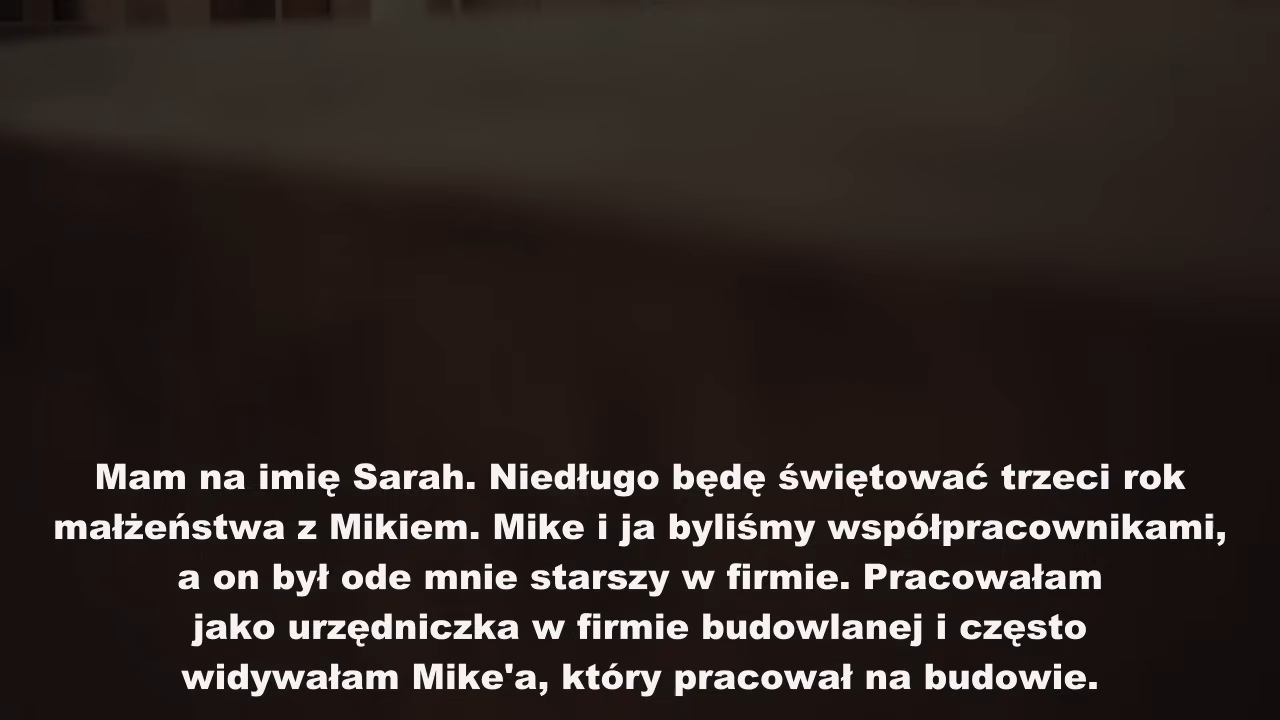 Mam na imię Sarah. Niedługo będę świętować trzeci rok
małżeństwa z Mikiem. Mike i ja byliśmy współpracownikami,
a on był ode mnie starszy w firmie. Pracowałam
jako urzędniczka w firmie budowlanej i często
widywałam Mike'a, który pracował na budowie.